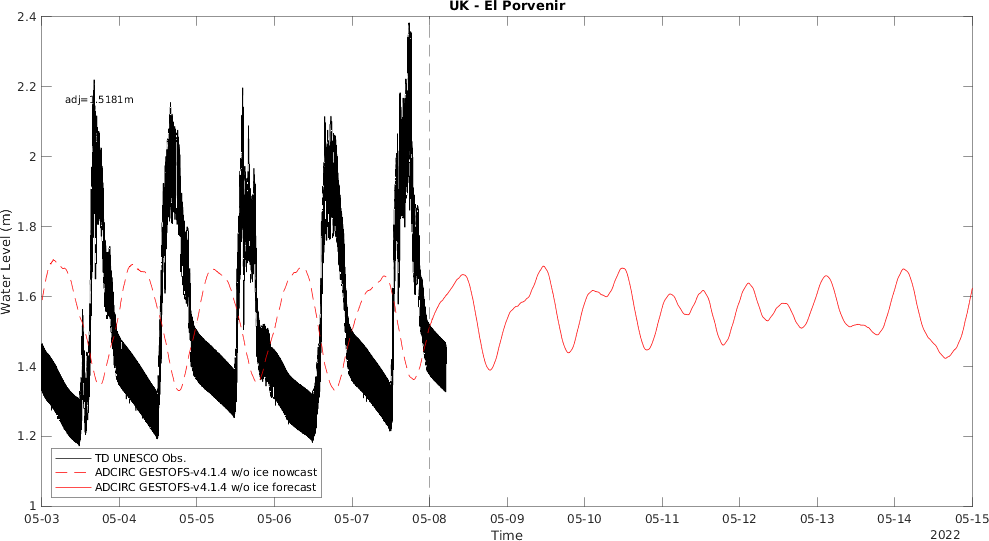 UK - El Porvenir
2.4
2.2
2
1.8
1.6
1.4
1.2
1
Water Level (m)
adj=1.5181m
TD UNESCO Obs.
ADCIRC GESTOFS-v4.1.4 w/o ice nowcast
ADCIRC GESTOFS-v4.1.4 w/o ice forecast
05-03 05-04 05-05 05-06 05-07 05-08 05-09 05-10 05-11 05-12 05-13 05-14 05-15
Time
2022